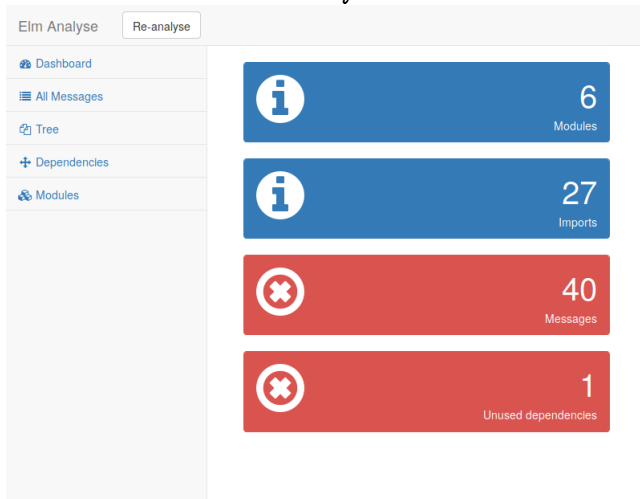 Elm Analyse Re-analyse
Dashboard
All Messages
Tree
Dependencies
Modules
6
Modules
27
Imports
40
Messages
1
Unused dependencies